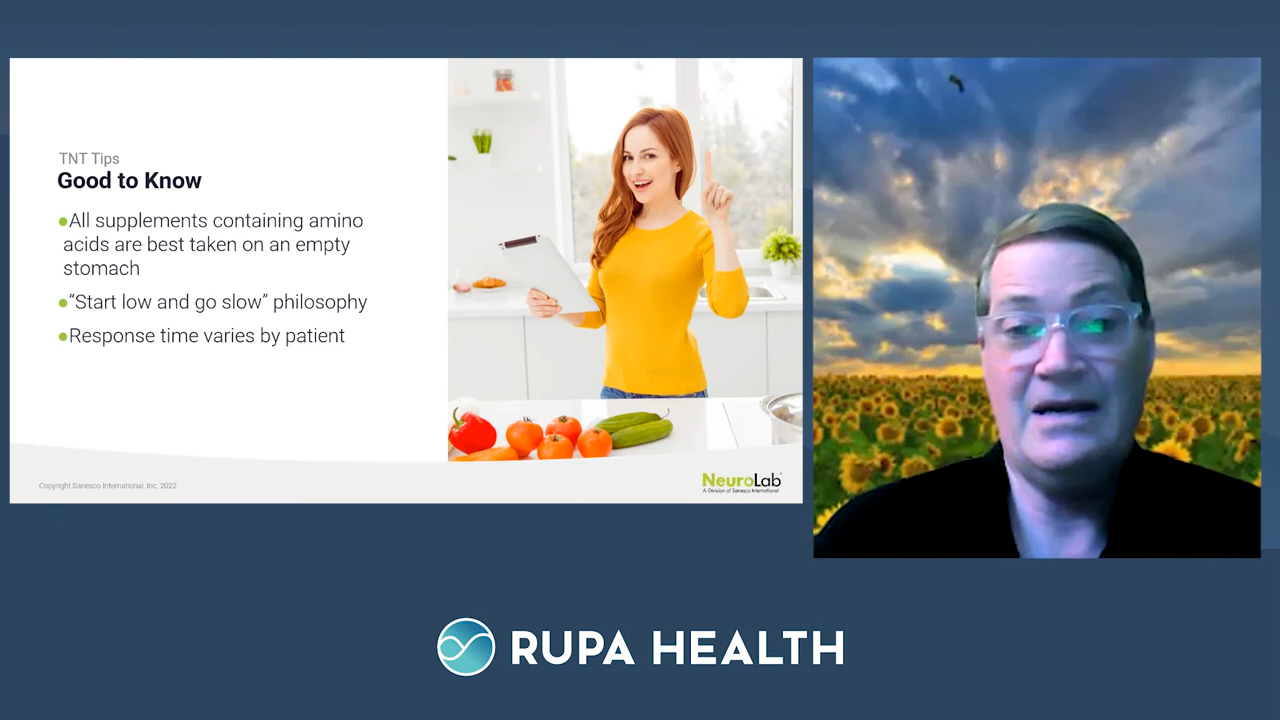 TNT Tips
Good to Know
●All supplements containing amino
acids are best taken on an empty
stomach
●“Start low and go slow” philosophy
●Response time varies by patient
Copyright Sanesco International, Inc. 2022
NeuroLab
A Division of Sanesco International
RUPA HEALTH